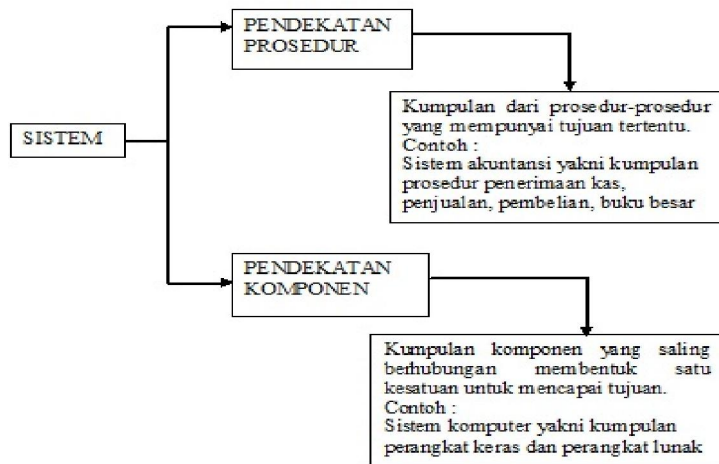 PENDEKATAN
PROSEDUR
Kumpulan dari prosedur-prosedur
yang mempunyai tujuan tertentu.
Contoh :
Sistem akuntansi yakni kumpulan
prosedur penerimaan kas,
penjualan, pembelian, buku besar
SISTEM
PENDEKATAN
KOMPONEN
Kumpulan komponen yang saling
berhubungan membentuk satu
kesatuan untuk mencapai tujuan.
Contoh :
Sistem komputer yakni kumpulan
perangkat keras dan perangkat lunak